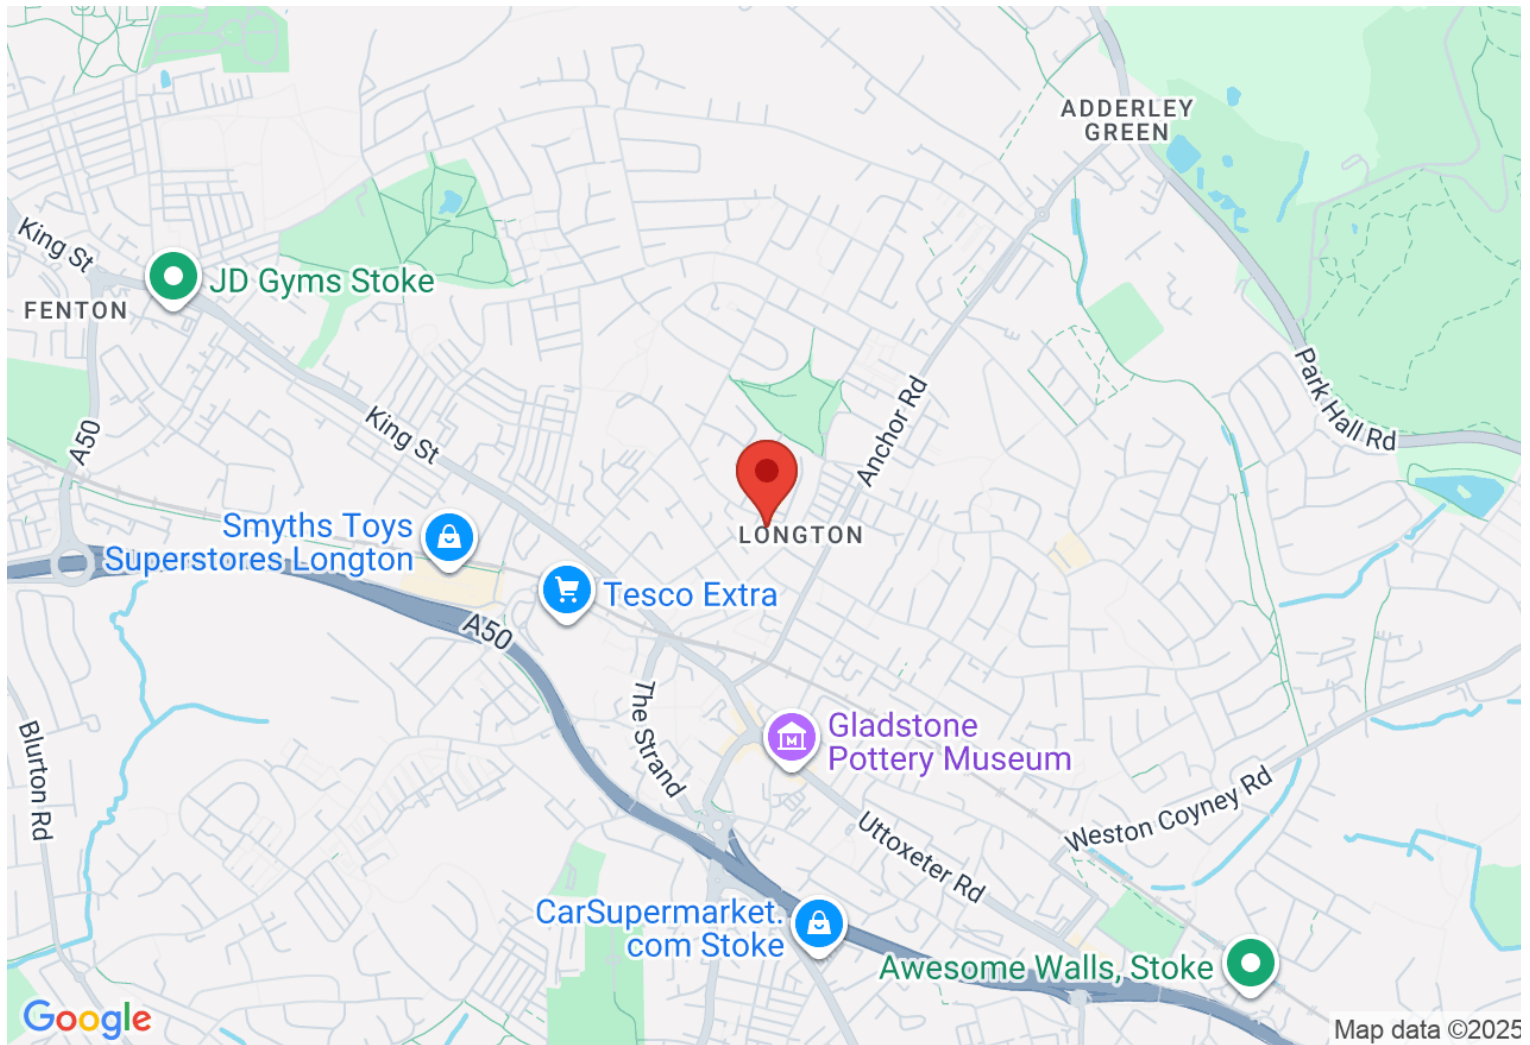 ADDERLEY
GREEN
King St
JD Gyms Stoke
FENTON
Park Hall Rd
Anchor Rd
King St
A50
Smyths Toys
Superstores Longton
LONGTON
Tesco Extra
A50
The Strand
Gladstone
Pottery Museum
Blurton Rd
Weston Coyney Rd
Uttoxeter Rd
CarSupermarket.
com Stoke
Awesome Walls, Stoke
Google
Map data ©2025